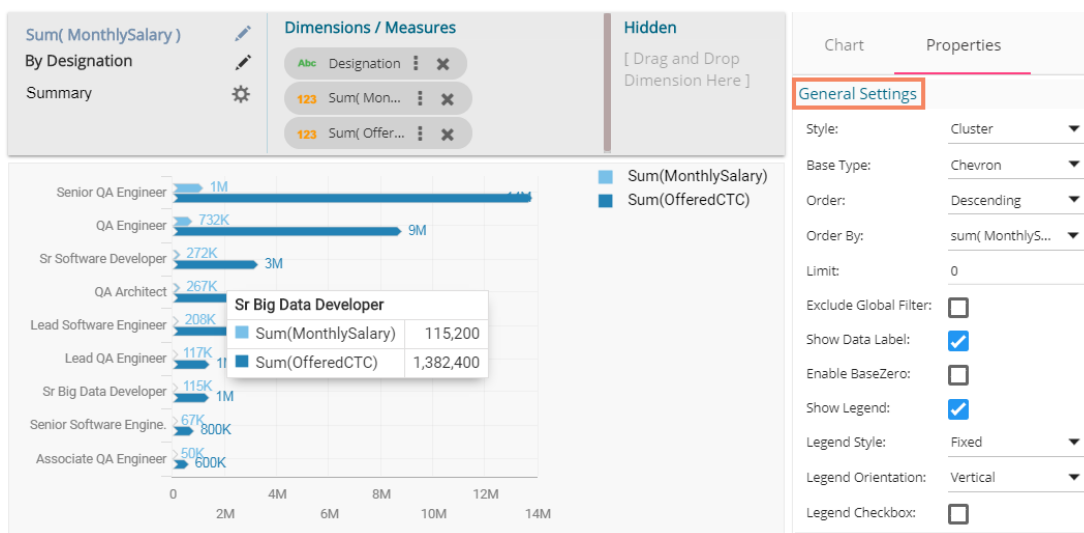 Sum( MonthlySalary )
By Designation
Summary
Dimensions / Measures
Abc Designation
123 Sum( Mon...
123 Sum( Offer...
Hidden
[ Drag and Drop
Dimension Here ]
Chart Properties
General Settings
Style: Cluster
Base Type: Chevron
Order: Descending
Order By: sum( MonthlyS...
Limit: 0
Exclude Global Filter:
Show Data Label:
Enable BaseZero:
Show Legend:
Legend Style: Fixed
Legend Orientation: Vertical
Legend Checkbox:
Sum(MonthlySalary)
Sum(OfferedCTC)
Senior QA Engineer 1M
QA Engineer 732K 9M
Sr Software Developer 272K 3M
QA Architect 267K
Lead Software Engineer 208K
Lead QA Engineer 117K
Sr Big Data Developer 115K 1M
Senior Software Engine. 67K 800K
Associate QA Engineer 50K 600K
Sr Big Data Developer
Sum(MonthlySalary) 115,200
Sum(OfferedCTC) 1,382,400
0 4M 8M 12M
2M 6M 10M 14M